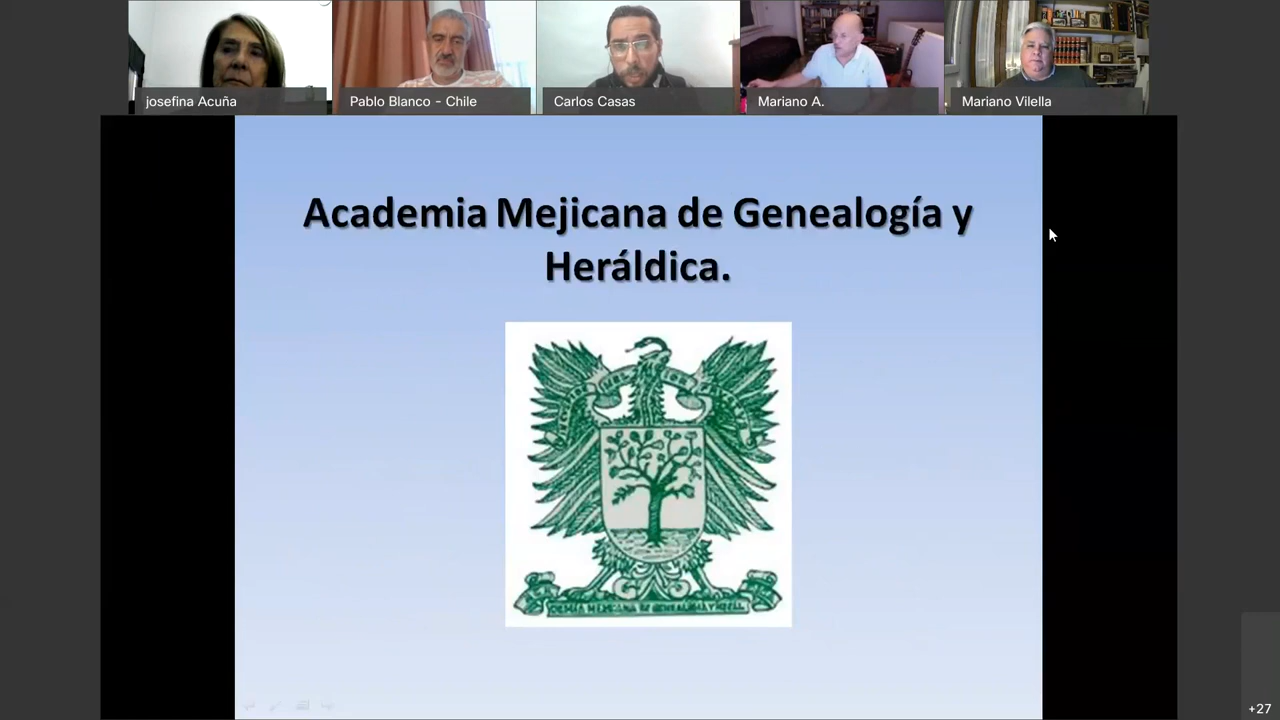 josefina Acuña
Pablo Blanco - Chile
Carlos Casas
Mariano A.
Mariano Vilella
Academia Mejicana de Genealogía y
Heráldica.
+27